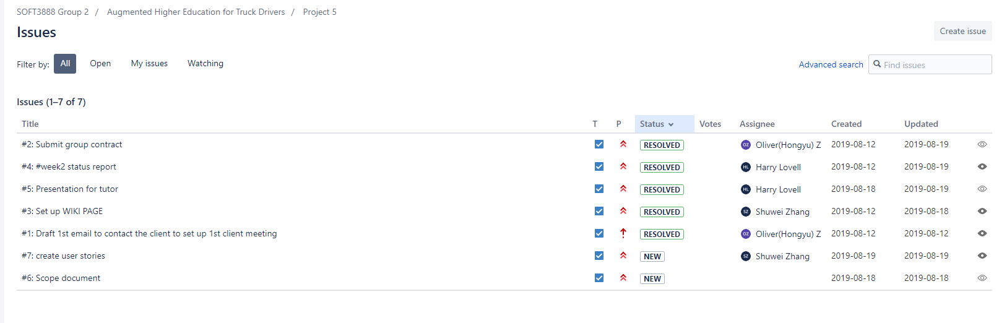 SOFT3888 Group 2 / Augmented Higher Education for Truck Drivers / Project 5
Issues
Create issue
Filter by: All Open My issues Watching
Advanced search Find issues
Issues (1–7 of 7)
Title T P Status Votes Assignee Created Updated
#2: Submit group contract RESOLVED OZ Oliver(Hongyu) Z 2019-08-12 2019-08-19
#4: #week2 status report RESOLVED HL Harry Lovell 2019-08-12 2019-08-19
#5: Presentation for tutor RESOLVED HL Harry Lovell 2019-08-18 2019-08-19
#3: Set up WIKI PAGE RESOLVED SZ Shuwei Zhang 2019-08-12 2019-08-18
#1: Draft 1st email to contact the client to set up 1st client meeting RESOLVED OZ Oliver(Hongyu) Z 2019-08-12 2019-08-12
#7: create user stories NEW SZ Shuwei Zhang 2019-08-19 2019-08-19
#6: Scope document NEW 2019-08-18 2019-08-18